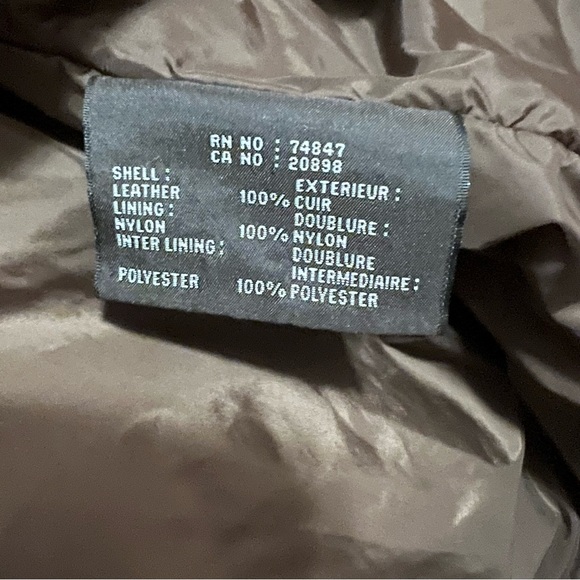 RN NO : 74847
CA NO : 20898
SHELL : EXTERIEUR :
LEATHER 100% CUIR
LINING : DOUBLURE :
NYLON 100% NYLON
INTER LINING : DOUBLURE
INTERMEDIAIRE :
POLYESTER 100% POLYESTER